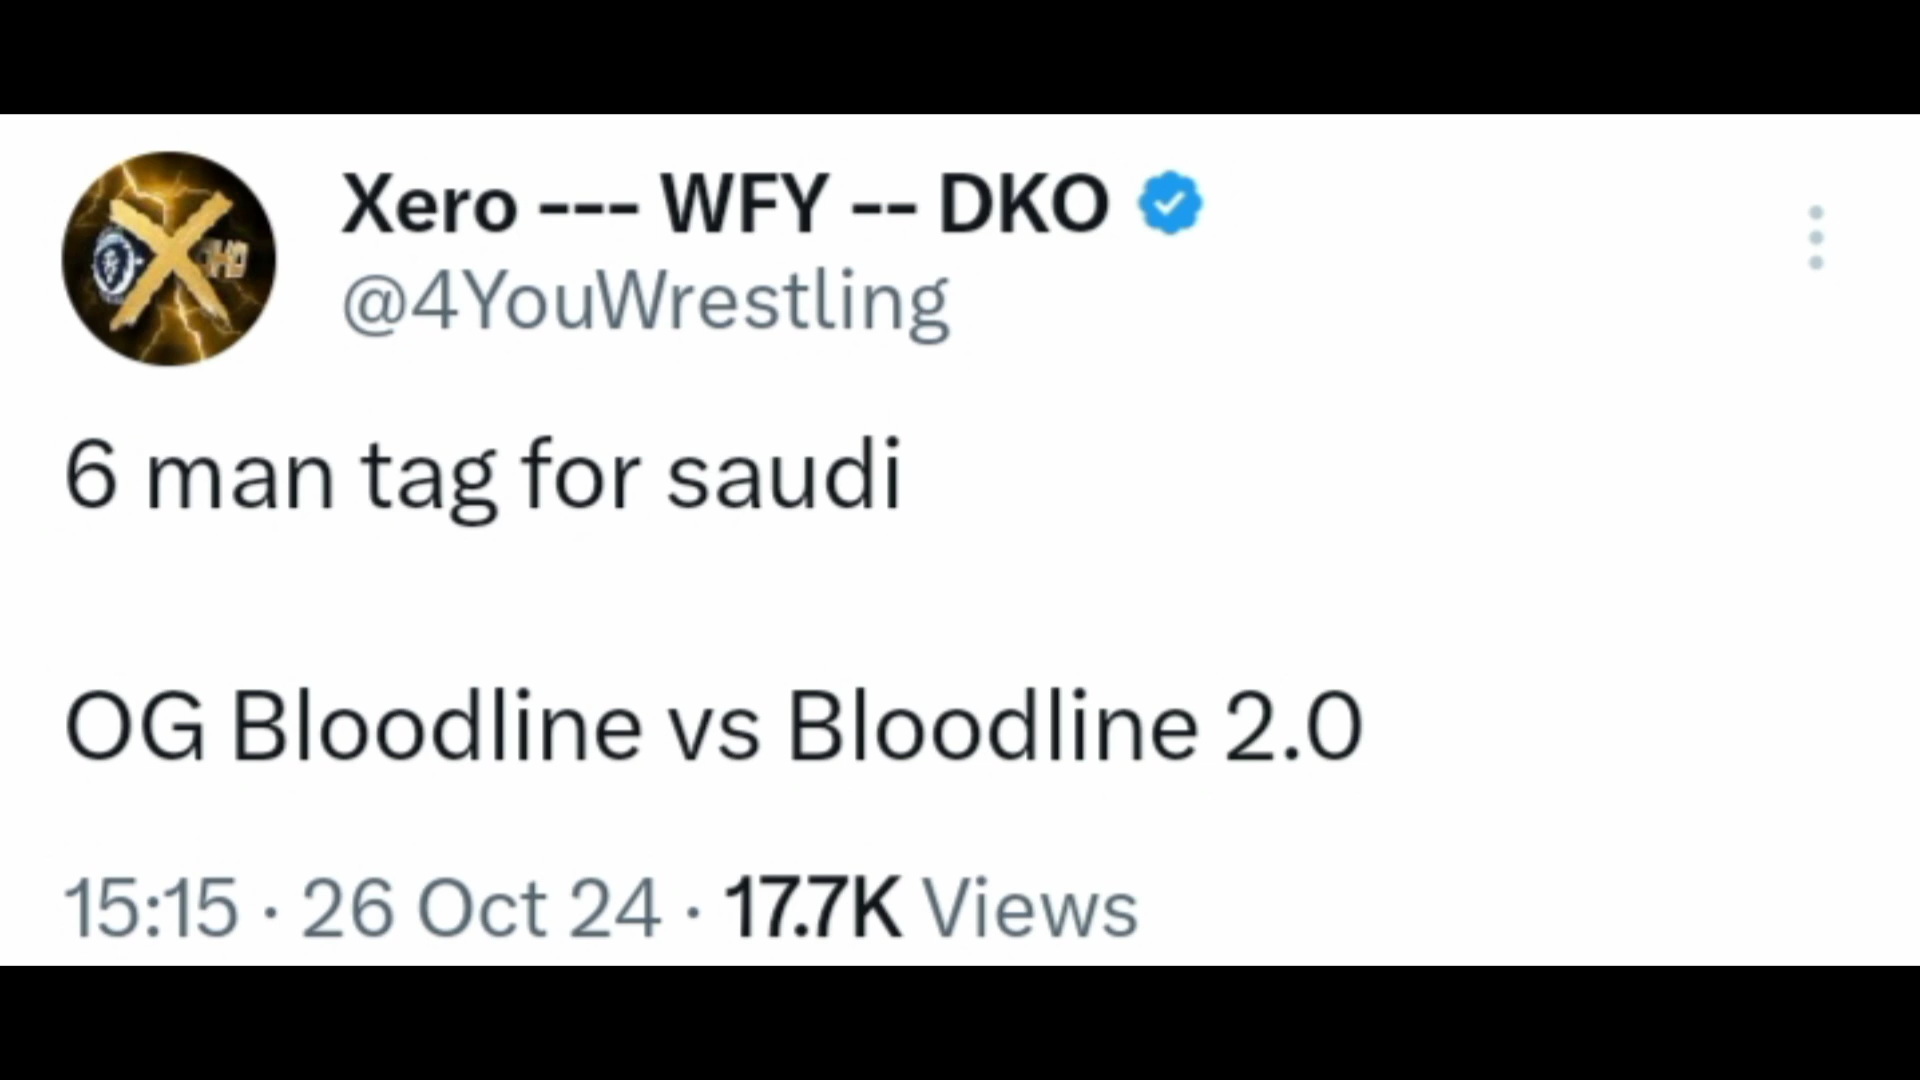 Xero --- WFY -- DKO
@4YouWrestling
6 man tag for saudi
OG Bloodline vs Bloodline 2.0
15:15 · 26 Oct 24 · 17.7K Views